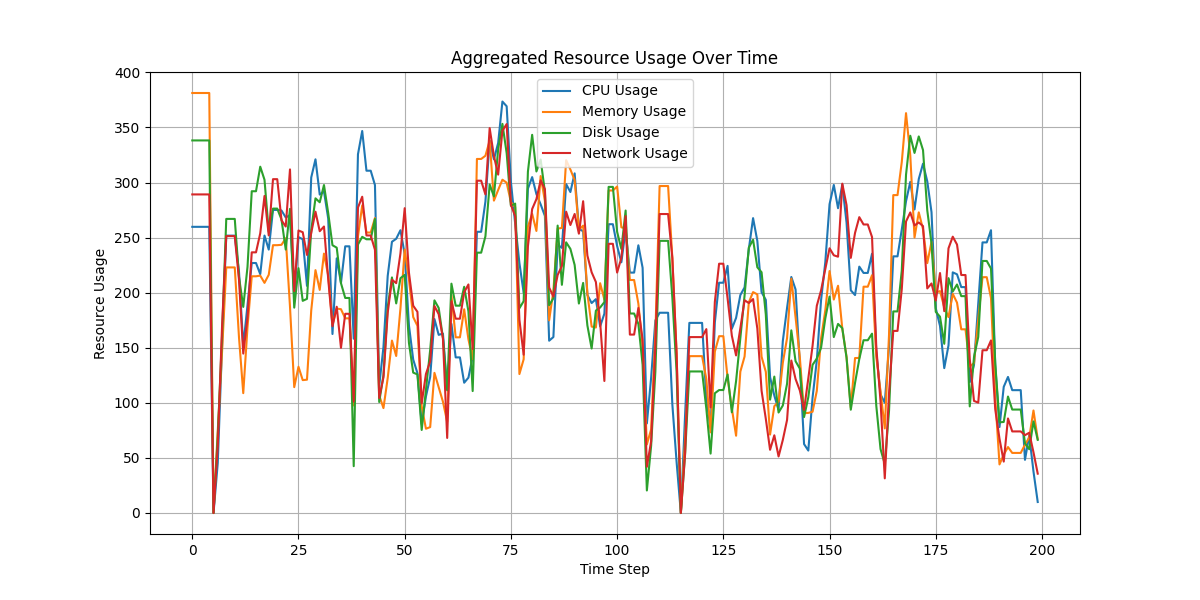 Aggregated Resource Usage Over Time
CPU Usage
Memory Usage
Disk Usage
Network Usage
Resource Usage
400
350
300
250
200
150
100
50
0
0 25 50 75 100 125 150 175 200
Time Step